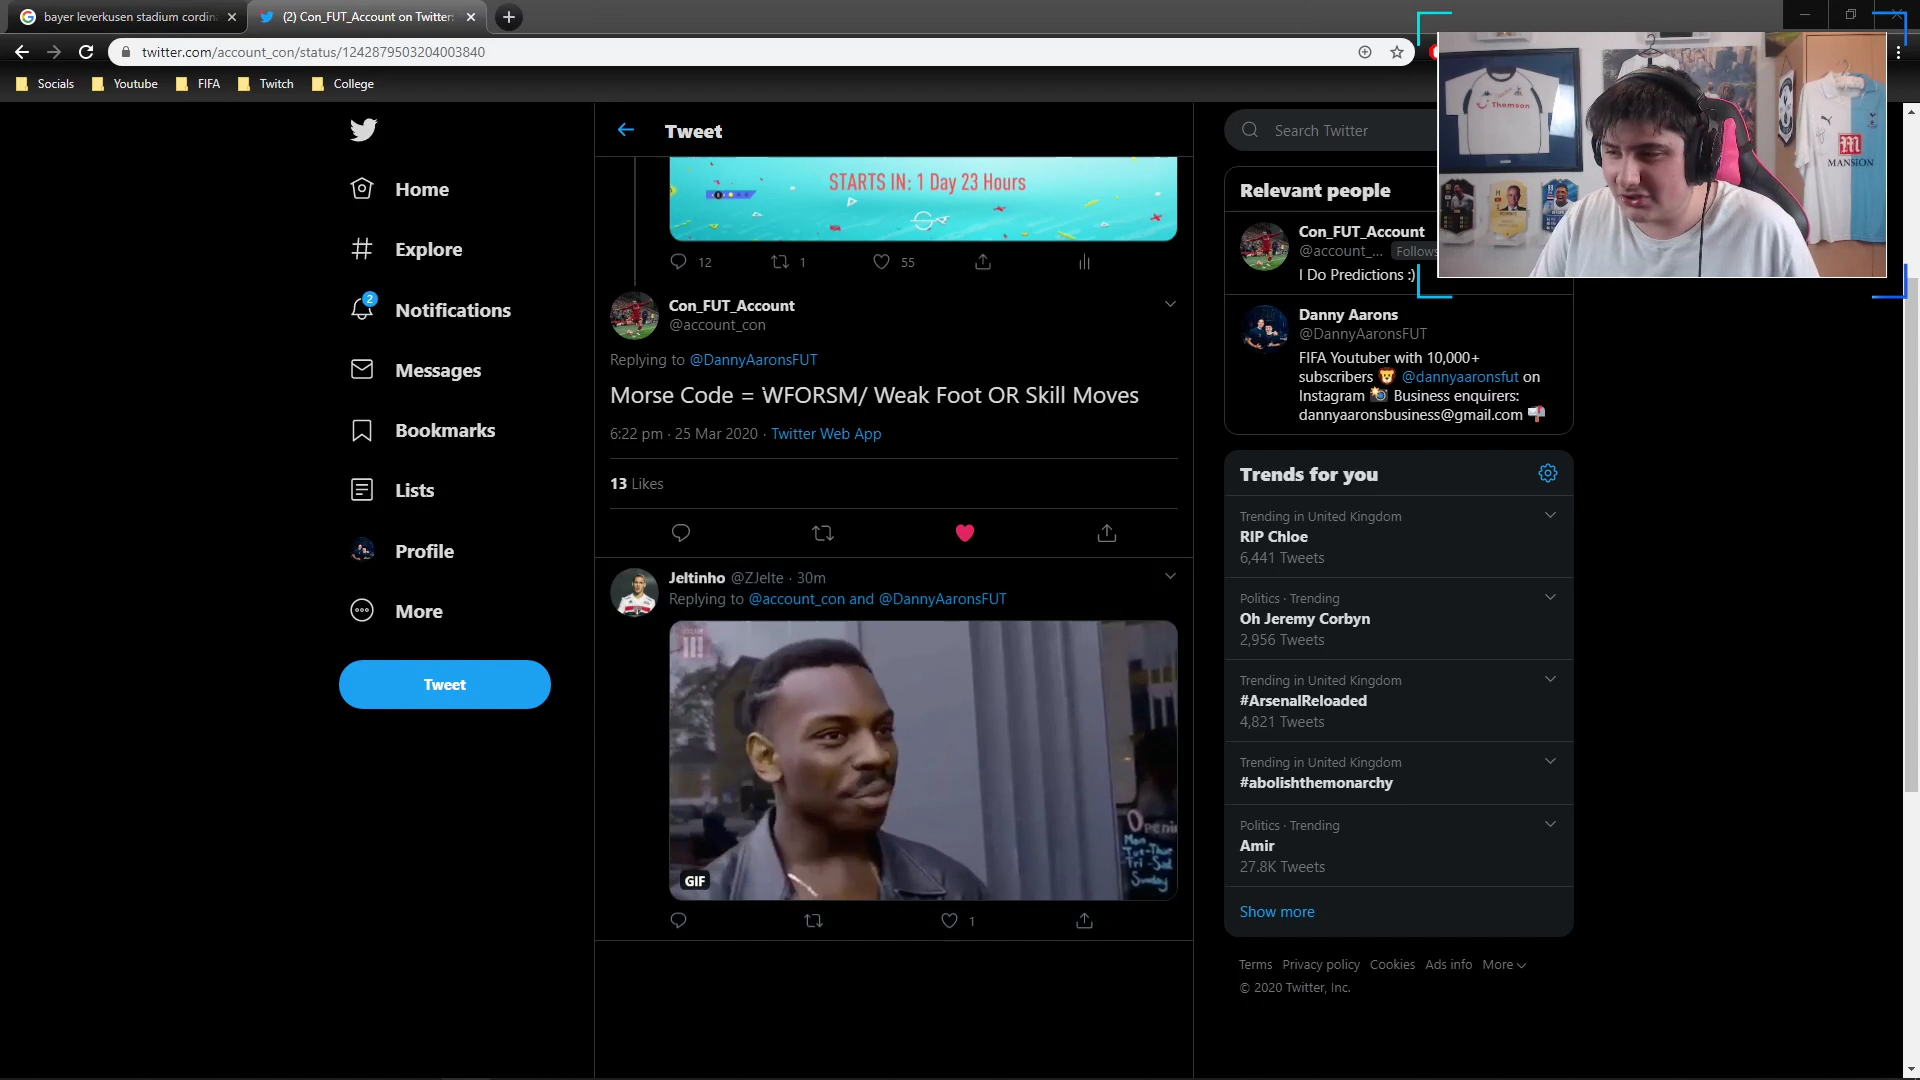 bayer leverkusen stadium cordin
(2) Con_FUT_Account on Twitter:
twitter.com/account_con/status/1242879503204003840
Socials
Youtube
FIFA
Twitch
College
Home
Explore
2
Notifications
Messages
Bookmarks
Lists
Profile
More
Tweet
Tweet
STARTS IN: 1 Day 23 Hours
12
1
55
Con_FUT_Account
@account_con
Replying to @DannyAaronsFUT
Morse Code = WFORSM/ Weak Foot OR Skill Moves
6:22 pm · 25 Mar 2020 · Twitter Web App
13 Likes
Jeltinho @ZJelte · 30m
Replying to @account_con and @DannyAaronsFUT
Openin
Sunday
GIF
1
Search Twitter
Relevant people
Con_FUT_Account
@account_... Follows
I Do Predictions :)
Danny Aarons
@DannyAaronsFUT
FIFA Youtuber with 10,000+
subscribers 🦁 @dannyaaronsfut on
Instagram 📸 Business enquirers:
dannyaaronsbusiness@gmail.com 📬
Trends for you
Trending in United Kingdom
RIP Chloe
6,441 Tweets
Politics · Trending
Oh Jeremy Corbyn
2,956 Tweets
Trending in United Kingdom
#ArsenalReloaded
4,821 Tweets
Trending in United Kingdom
#abolishthemonarchy
Politics · Trending
Amir
27.8K Tweets
Show more
Terms Privacy policy Cookies Ads info More
© 2020 Twitter, Inc.
Thomson
MANSION